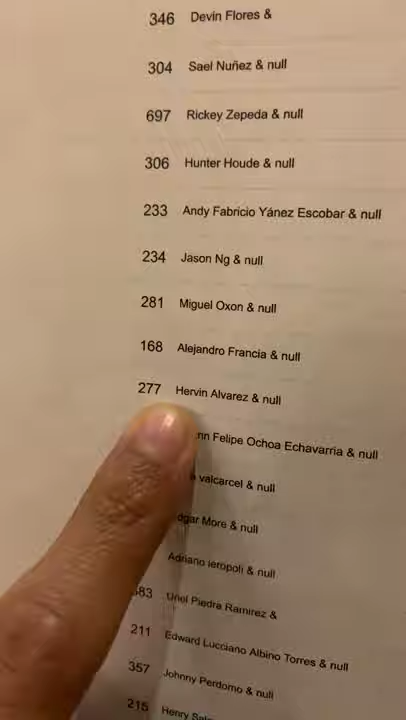 346 Devin Flores &
304 Sael Nuñez & null
697 Rickey Zepeda & null
306 Hunter Houde & null
233 Andy Fabricio Yánez Escobar & null
234 Jason Ng & null
281 Miguel Oxon & null
168 Alejandro Francia & null
277 Hervin Alvarez & null
Felipe Ochoa Echavarria & null
valcarcel & null
More & null
Adriano ieropoli & null
Uriel Piedra Ramirez &
211 Edward Lucciano Albino Torres & null
357 Johnny Perdomo & null
215 Henry